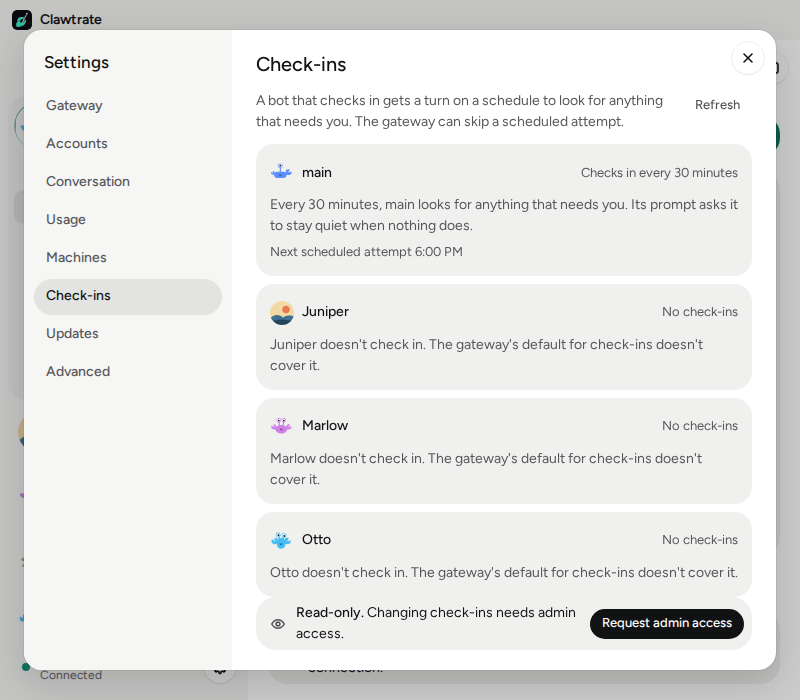 Clawtrate
Settings
Gateway
Accounts
Conversation
Usage
Machines
Check-ins
Updates
Advanced
Check-ins
A bot that checks in gets a turn on a schedule to look for anything
that needs you. The gateway can skip a scheduled attempt.
Refresh
main
Checks in every 30 minutes
Every 30 minutes, main looks for anything that needs you. Its prompt asks it
to stay quiet when nothing does.
Next scheduled attempt 6:00 PM
Juniper
No check-ins
Juniper doesn't check in. The gateway's default for check-ins doesn't
cover it.
Marlow
No check-ins
Marlow doesn't check in. The gateway's default for check-ins doesn't
cover it.
Otto
No check-ins
Otto doesn't check in. The gateway's default for check-ins doesn't cover it.
Read-only. Changing check-ins needs admin
access.
Request admin access
Connected
connection.